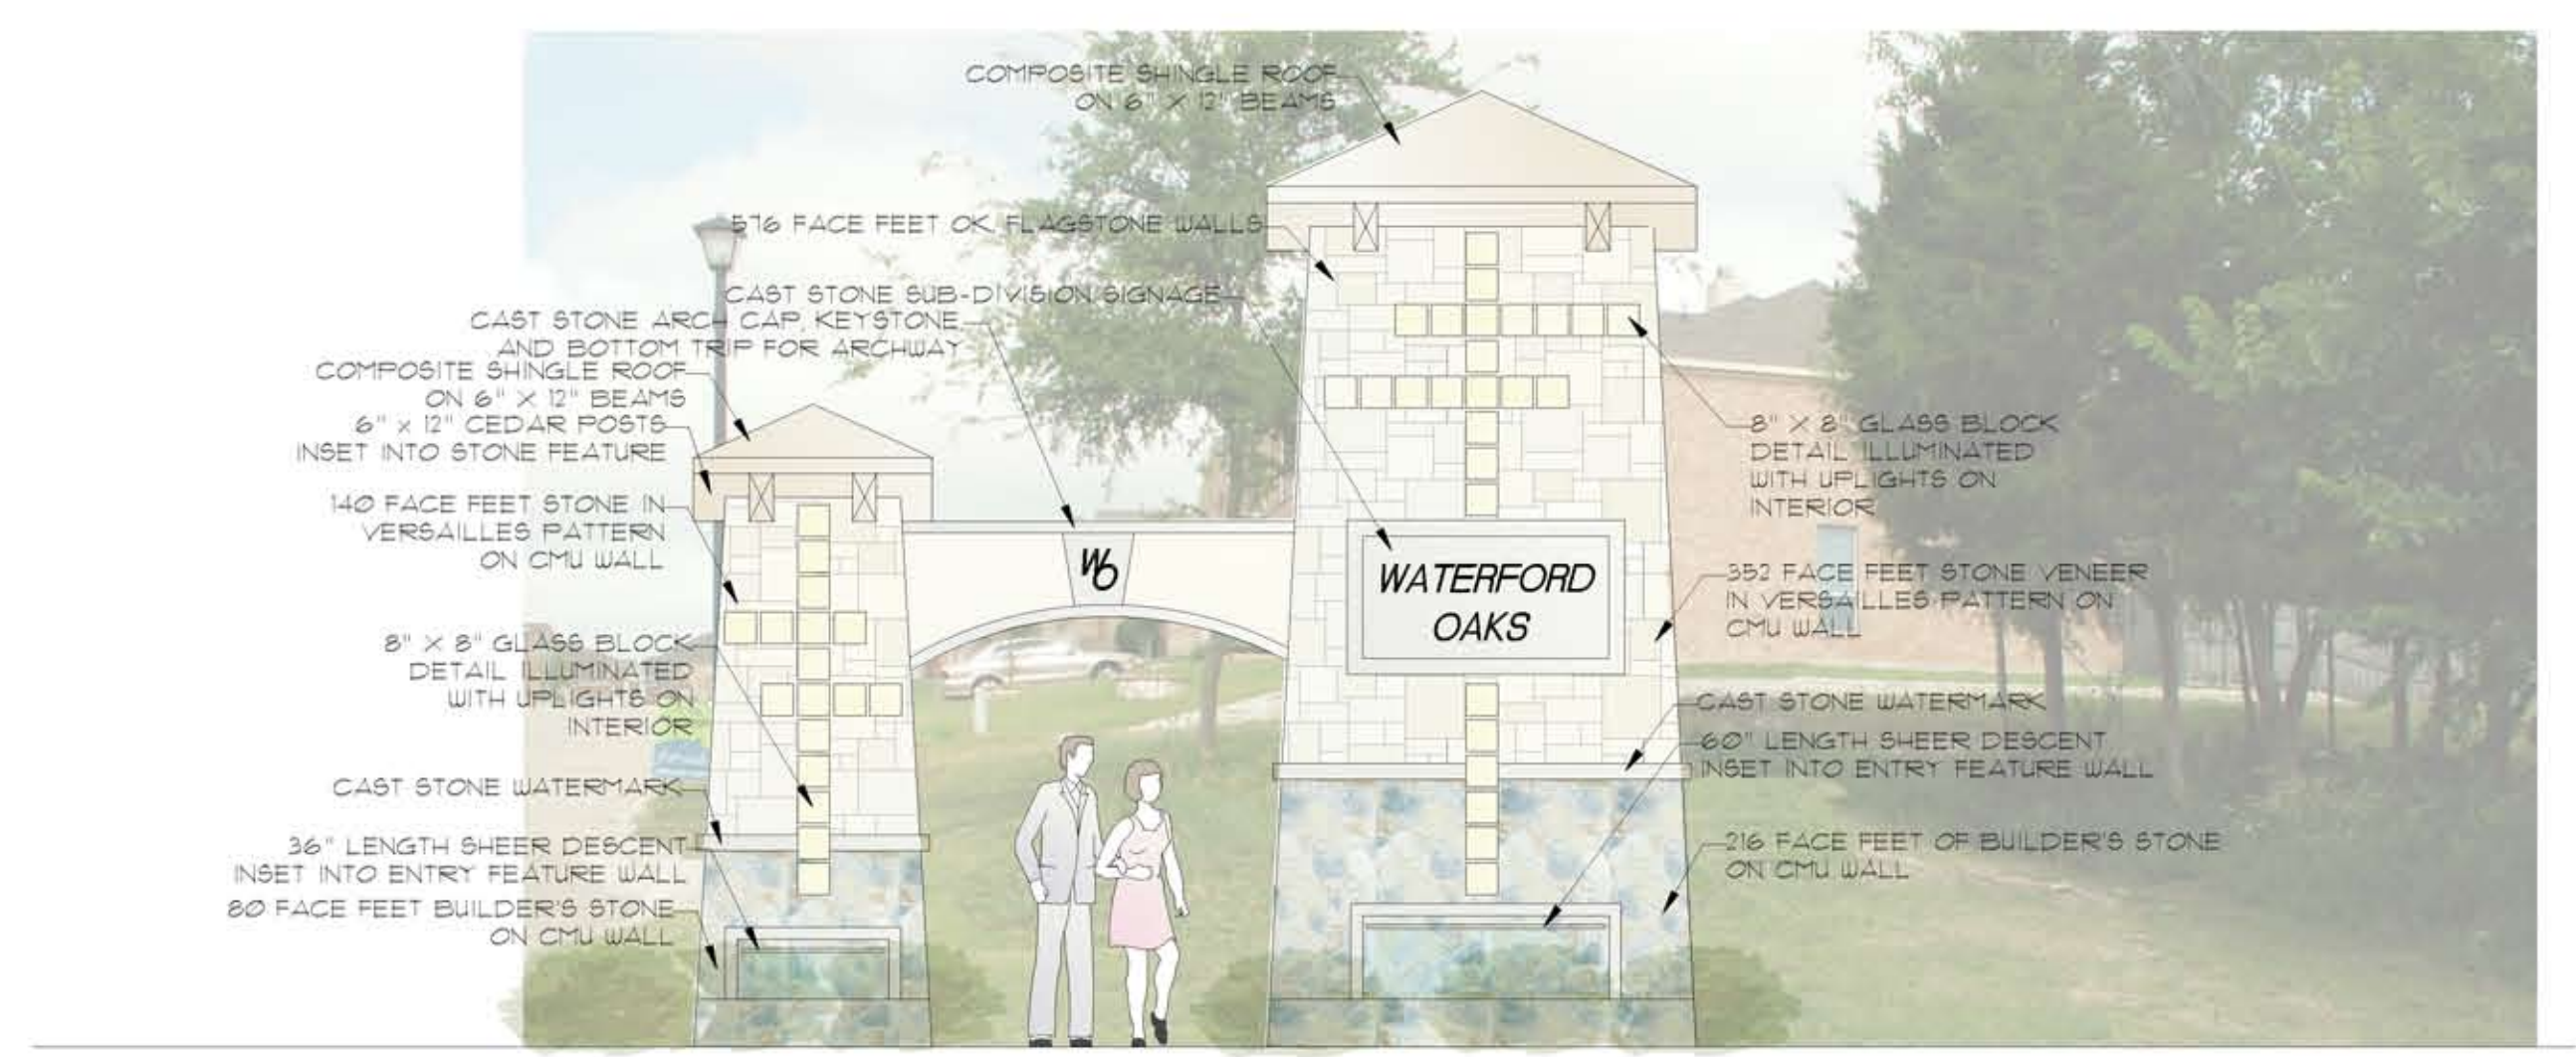 COMPOSITE SHINGLE ROOF
ON 6" X 12" BEAMS
576 FACE FEET OK. FLAGSTONE WALLS
CAST STONE SUB-DIVISION SIGNAGE
CAST STONE ARCH CAP, KEYSTONE
AND BOTTOM TRIP FOR ARCHWAY
COMPOSITE SHINGLE ROOF
ON 6" X 12" BEAMS
6" x 12" CEDAR POSTS
INSET INTO STONE FEATURE
140 FACE FEET STONE IN
VERSAILLES PATTERN
ON CMU WALL
8" X 8" GLASS BLOCK
DETAIL ILLUMINATED
WITH UPLIGHTS ON
INTERIOR
CAST STONE WATERMARK
36" LENGTH SHEER DESCENT
INSET INTO ENTRY FEATURE WALL
80 FACE FEET BUILDER'S STONE
ON CMU WALL
WO
WATERFORD
OAKS
8" X 8" GLASS BLOCK
DETAIL ILLUMINATED
WITH UPLIGHTS ON
INTERIOR
352 FACE FEET STONE VENEER
IN VERSAILLES PATTERN ON
CMU WALL
CAST STONE WATERMARK
60" LENGTH SHEER DESCENT
INSET INTO ENTRY FEATURE WALL
216 FACE FEET OF BUILDER'S STONE
ON CMU WALL